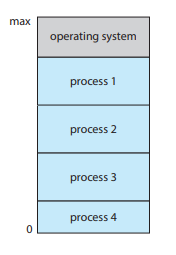 max
operating system
process 1
process 2
process 3
process 4
0